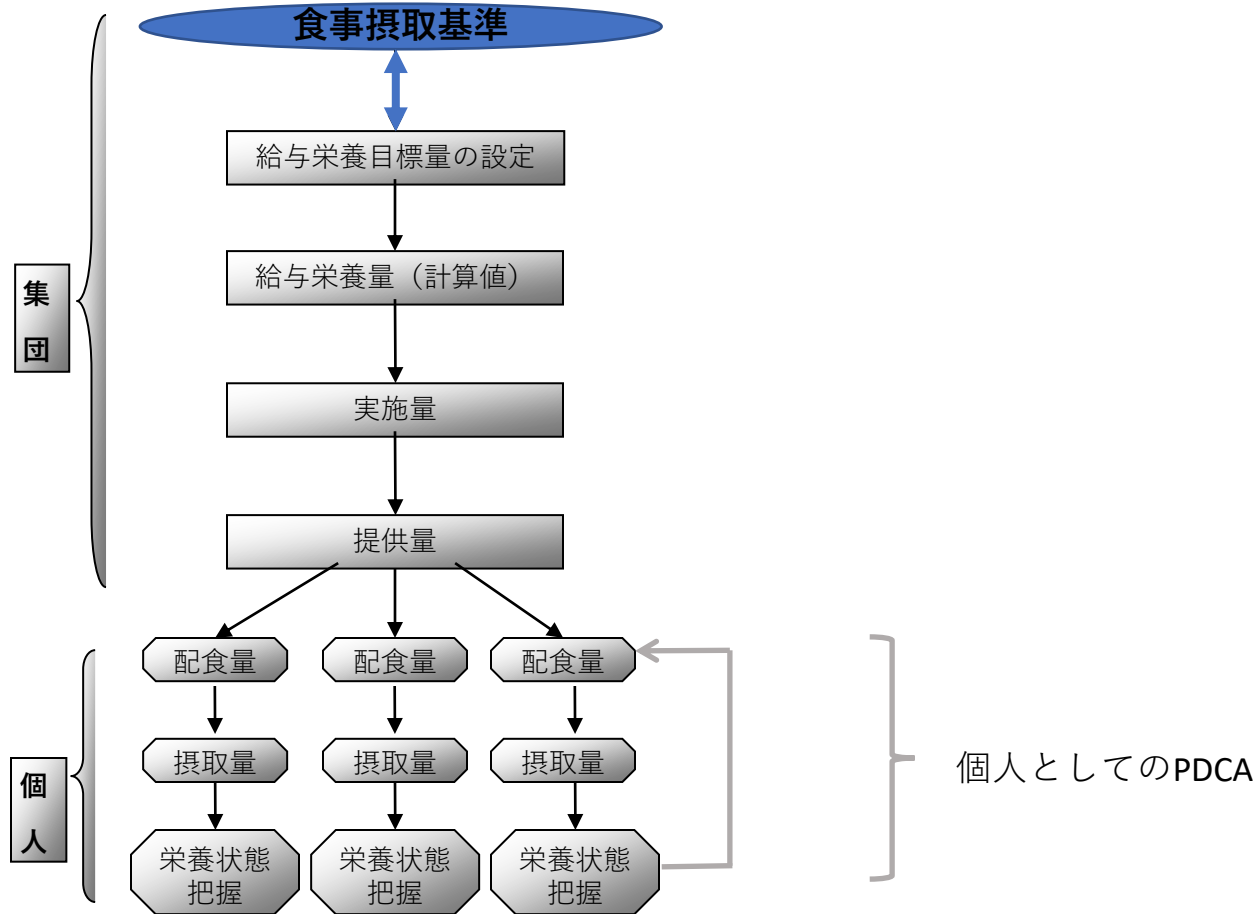 食事摂取基準
給与栄養目標量の設定
給与栄養量（計算値）
集
団
実施量
提供量
配食量
配食量
配食量
摂取量
摂取量
摂取量
個人としてのPDCA
個
人
栄養状態
把握
栄養状態
把握
栄養状態
把握